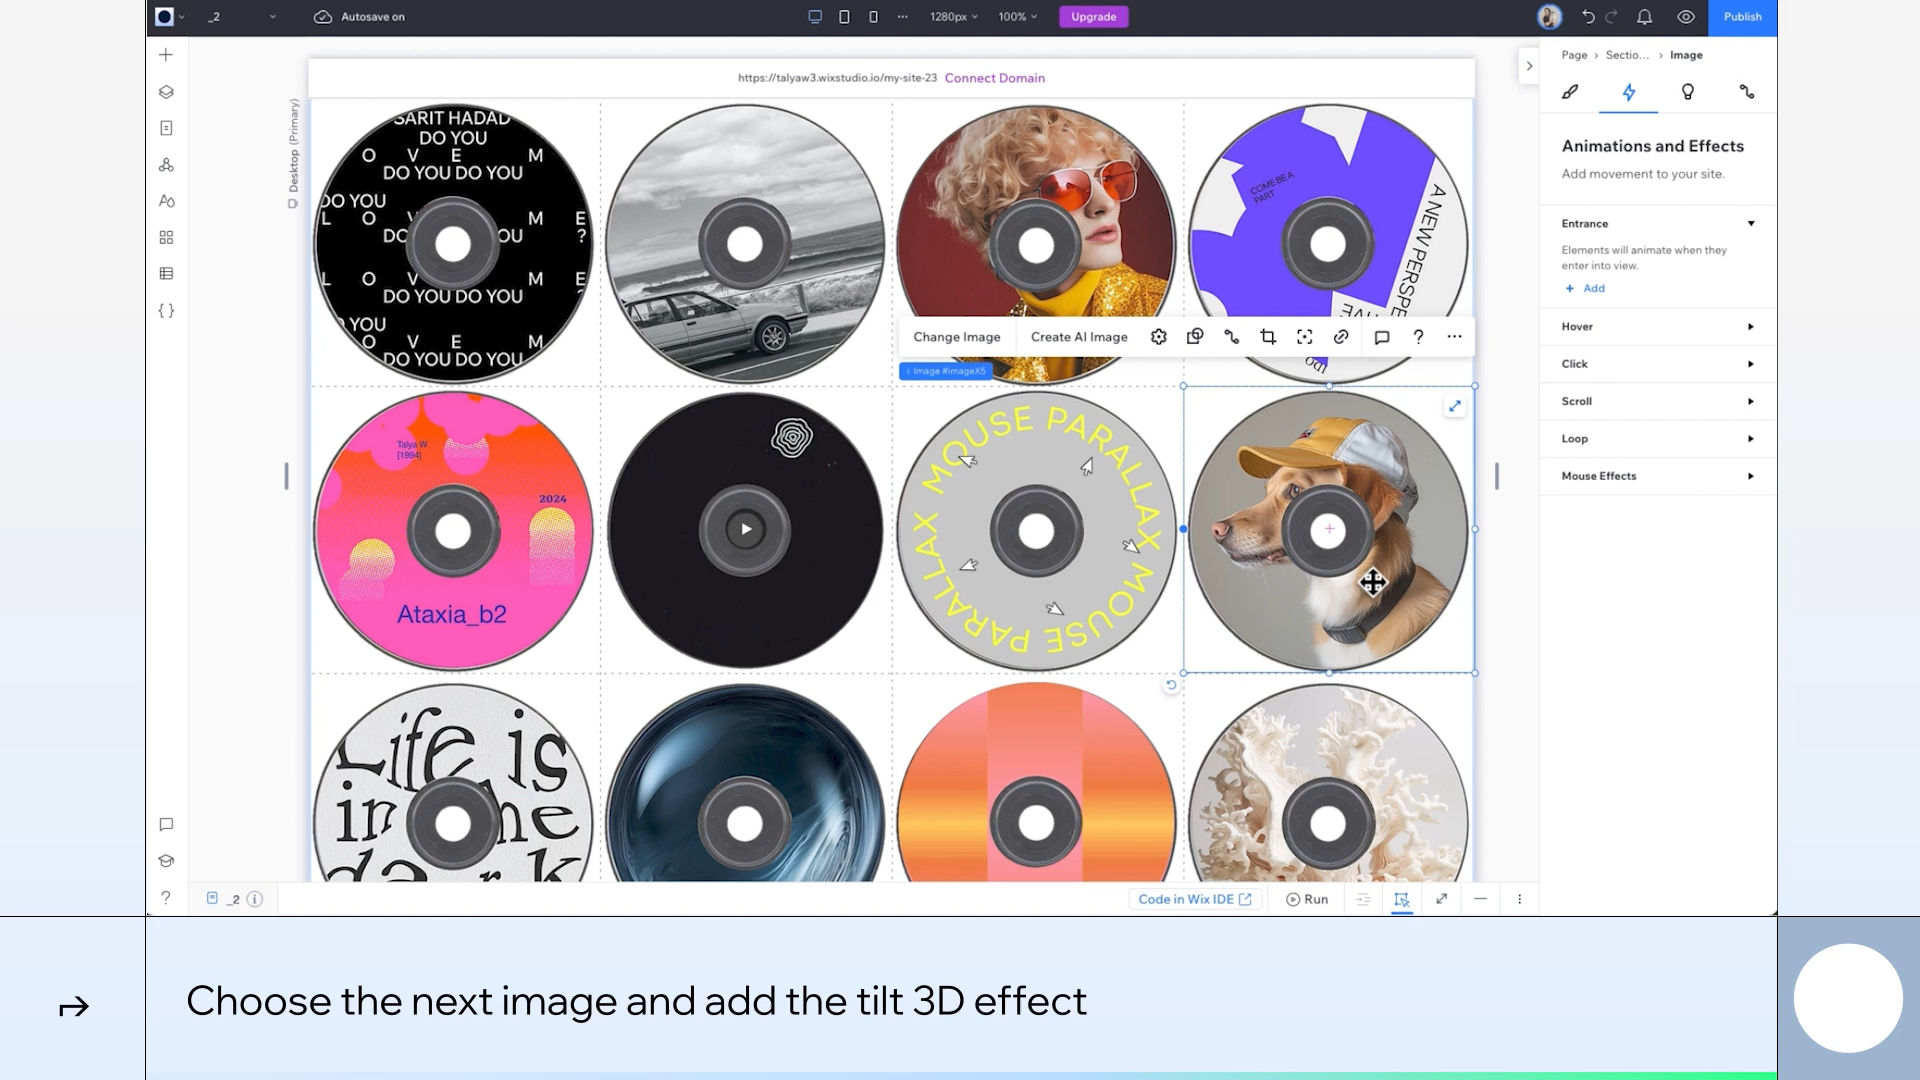 _2
Autosave on
1280px
100%
Upgrade
Publish
https://talyaw3.wixstudio.io/my-site-23 Connect Domain
Page > Sectio... > Image
Desktop (Primary)
SARIT HADAD
DO YOU
O V E M
DO YOU DO YOU
DO YOU
L O V M E
DO OU ?
L O V E M E
DO YOU DO YOU
YOU
O V E M
DO YOU DO YOU
COME BE A
PART
A NEW PERSPE
Animations and Effects
Add movement to your site.
Entrance
Elements will animate when they
enter into view.
+ Add
Hover
Click
Scroll
Loop
Mouse Effects
Change Image
Create AI Image
< Image #imageX5
Talya W
[1994]
2024
Ataxia_b2
MOUSE PARALLAX MOUSE PARALLAX
Life is
in the
dark
_2
Code in Wix IDE
Run
Choose the next image and add the tilt 3D effect